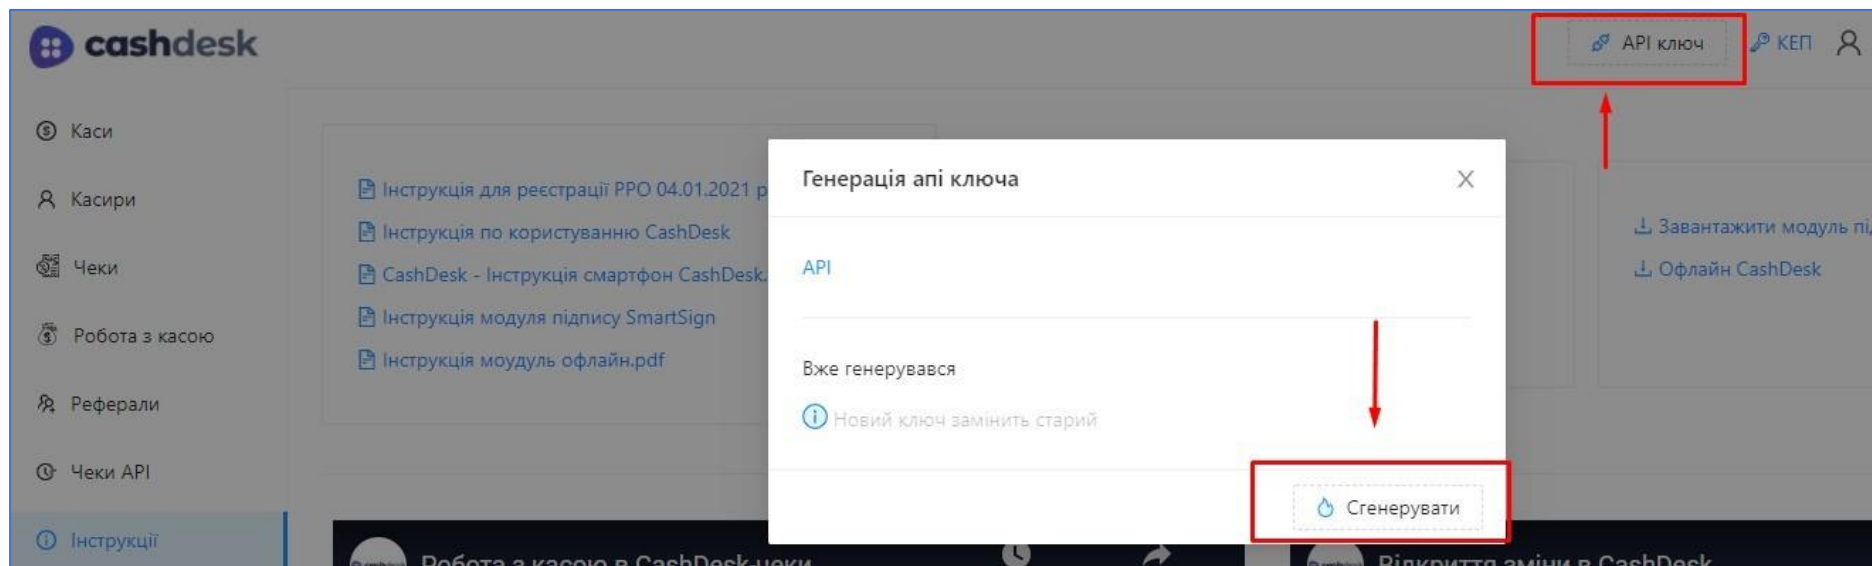 cashdesk
API ключ
КЕП
Каси
Касири
Чеки
Робота з касою
Реферали
Чеки API
Інструкції
Інструкція для реєстрації РРО 04.01.2021 р
Інструкція по користуванню CashDesk
CashDesk - Інструкція смартфон CashDesk.
Інструкція модуля підпису SmartSign
Інструкція моудуль офлайн.pdf
Генерація апі ключа
API
Вже генерувався
Новий ключ замінить старий
Сгенерувати
Завантажити модуль під
Офлайн CashDesk
Робота з касою в CashDesk-чеки
Відкриття зміни в CashDesk